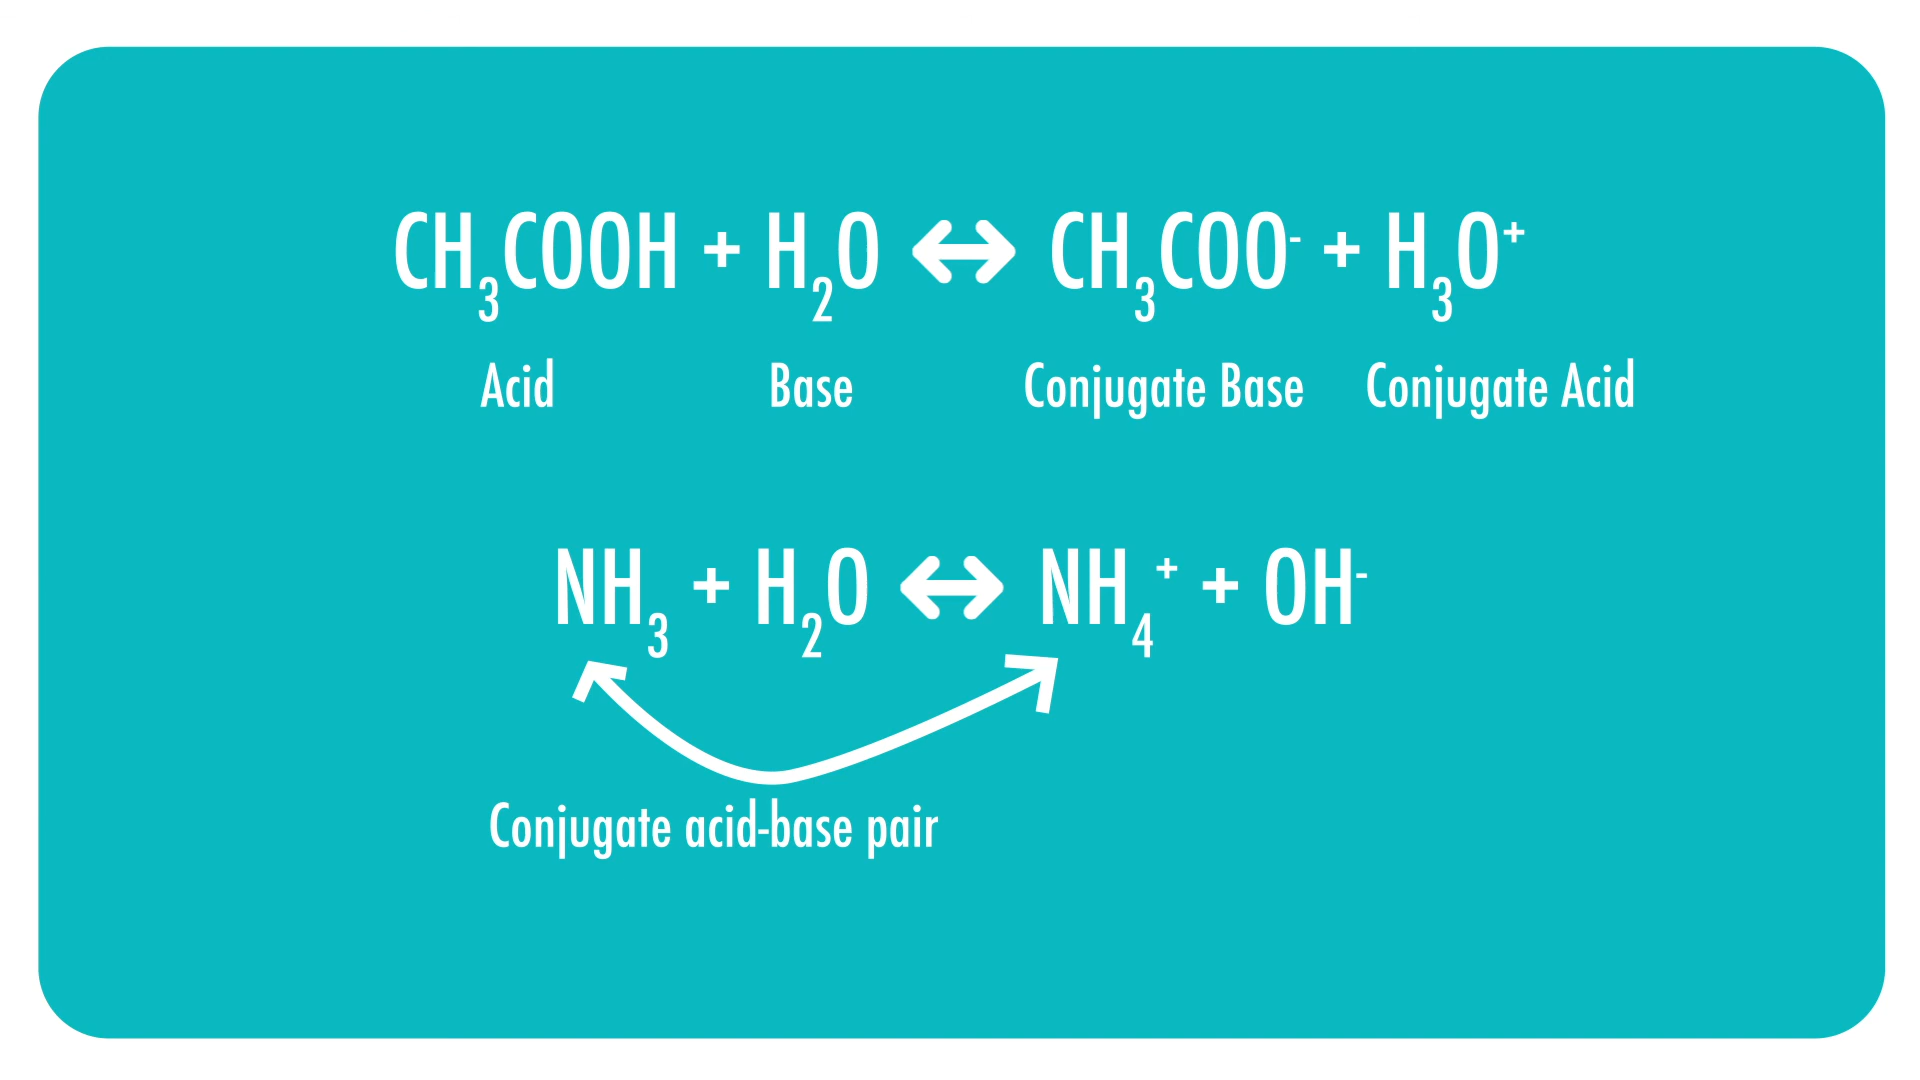 CH₃COOH + H₂O ↔ CH₃COO⁻ + H₃O⁺
Acid Base Conjugate Base Conjugate Acid
NH₃ + H₂O ↔ NH₄⁺ + OH⁻
Conjugate acid-base pair